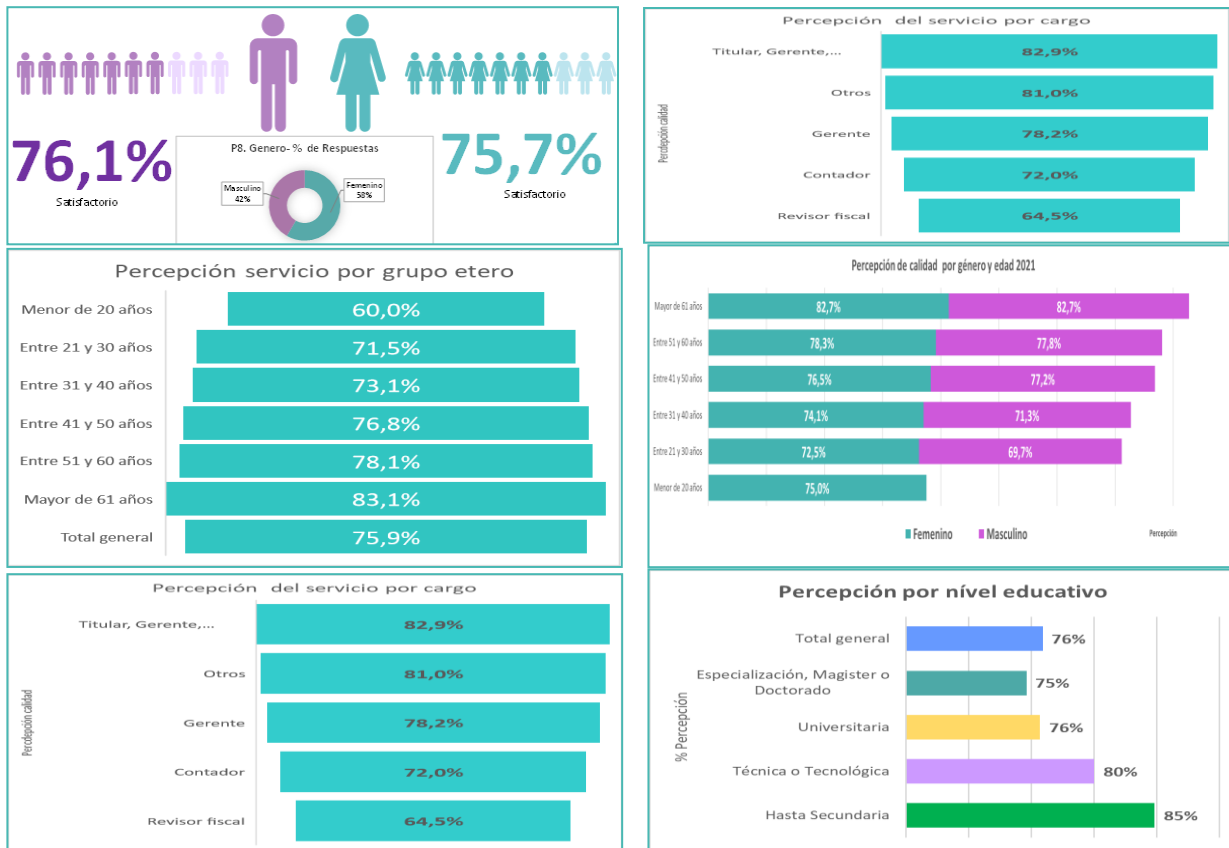 76,1%
Satisfactorio
P8. Genero- % de Respuestas
Masculino
42%
Femenino
58%
75,7%
Satisfactorio
Percepción del servicio por cargo
Percdepción calidad
Titular, Gerente,... 82,9%
Otros 81,0%
Gerente 78,2%
Contador 72,0%
Revisor fiscal 64,5%
Percepción servicio por grupo etero
Menor de 20 años 60,0%
Entre 21 y 30 años 71,5%
Entre 31 y 40 años 73,1%
Entre 41 y 50 años 76,8%
Entre 51 y 60 años 78,1%
Mayor de 61 años 83,1%
Total general 75,9%
Percepción de calidad por género y edad 2021
Mayor de 61 años 82,7% 82,7%
Entre 51 y 60 años 78,3% 77,8%
Entre 41 y 50 años 76,5% 77,2%
Entre 31 y 40 años 74,1% 71,3%
Entre 21 y 30 años 72,5% 69,7%
Menor de 20 años 75,0%
Femenino Masculino Percepción
Percepción del servicio por cargo
Percdepción calidad
Titular, Gerente,... 82,9%
Otros 81,0%
Gerente 78,2%
Contador 72,0%
Revisor fiscal 64,5%
Percepción por nível educativo
% Percepción
Total general 76%
Especialización, Magister o
Doctorado 75%
Universitaria 76%
Técnica o Tecnológica 80%
Hasta Secundaria 85%